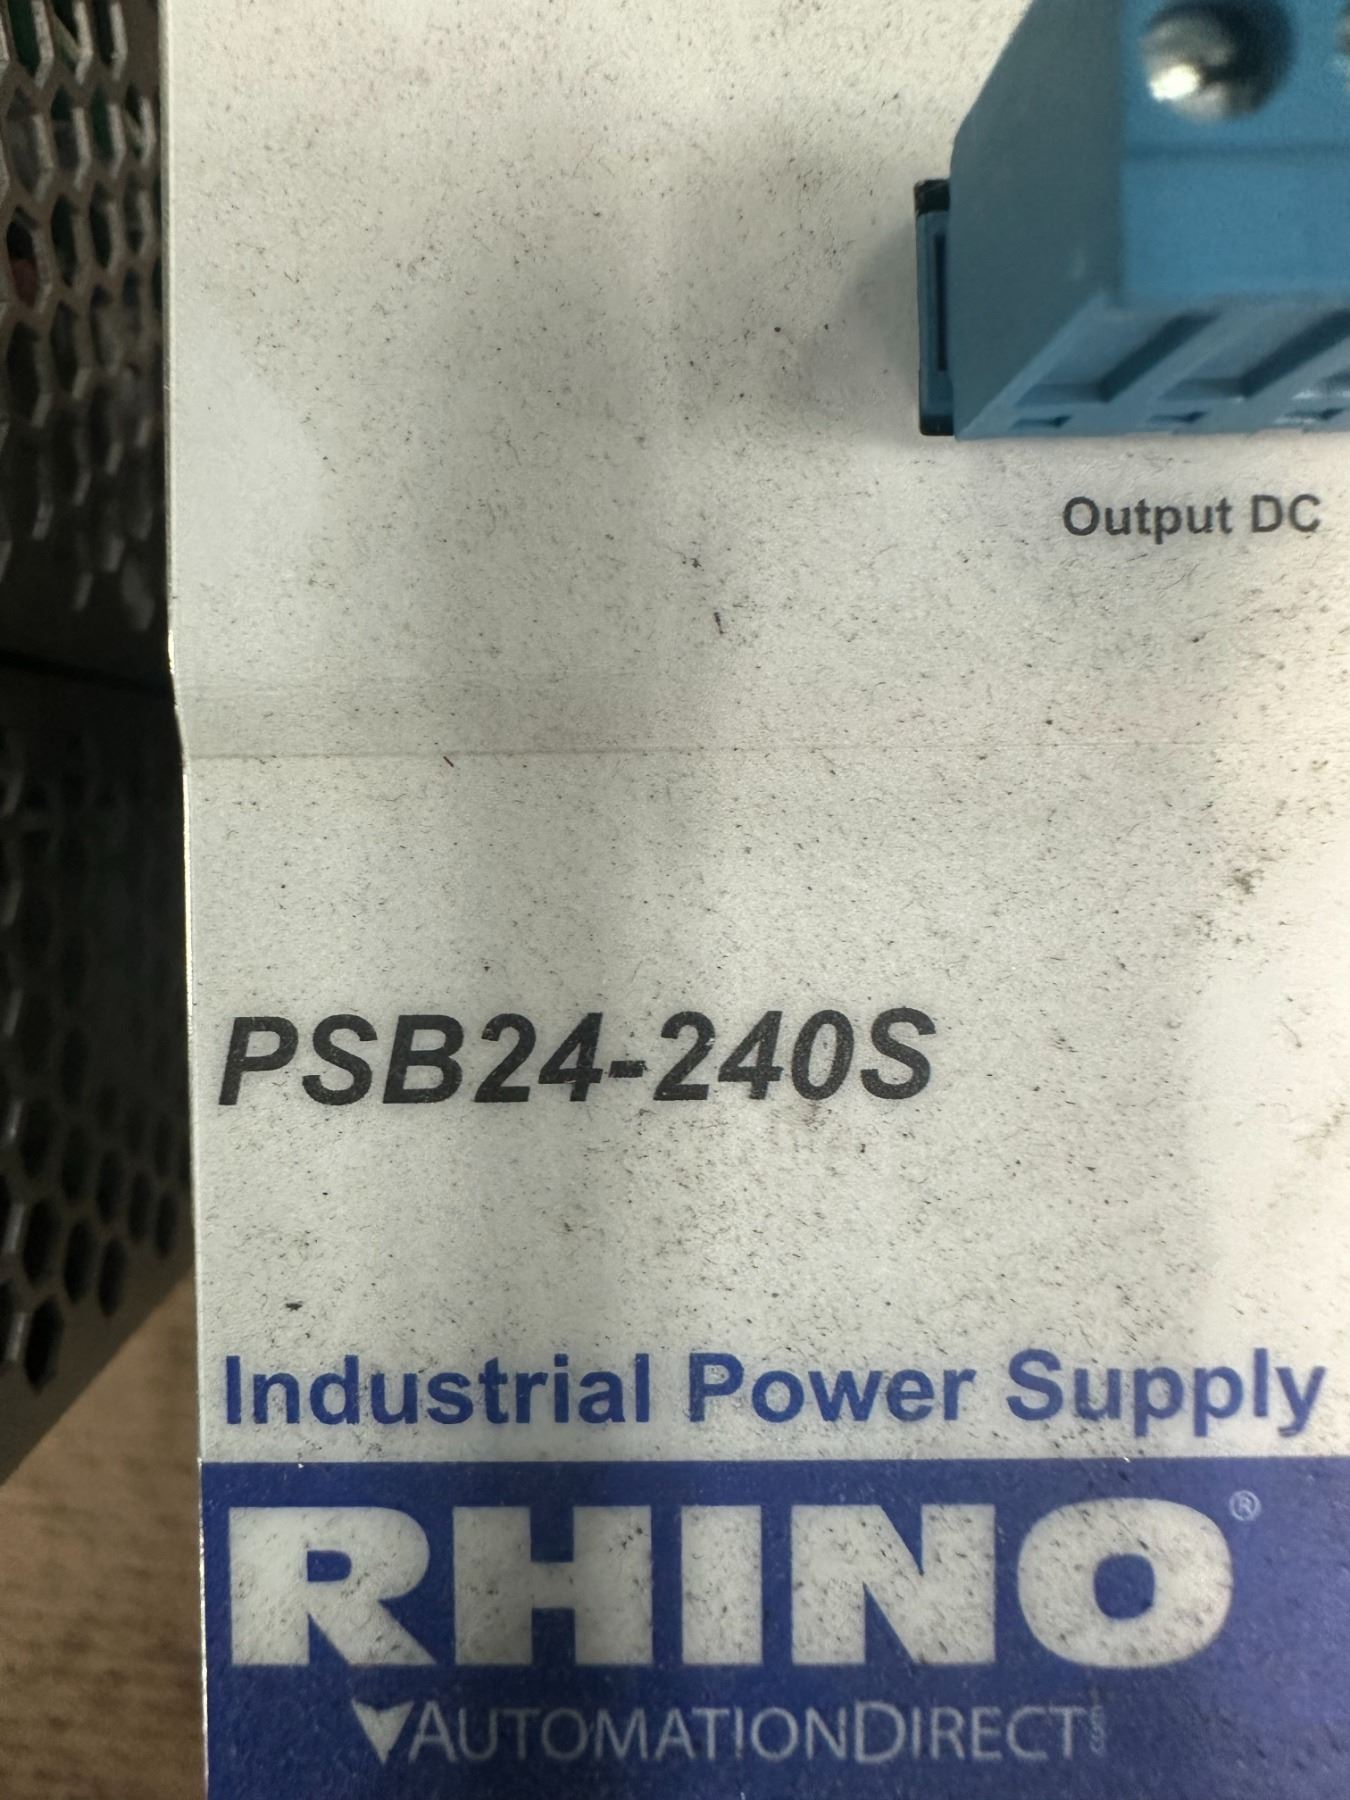 Output DC
PSB24-240S
Industrial Power Supply
RHINO®
AUTOMATIONDIRECT